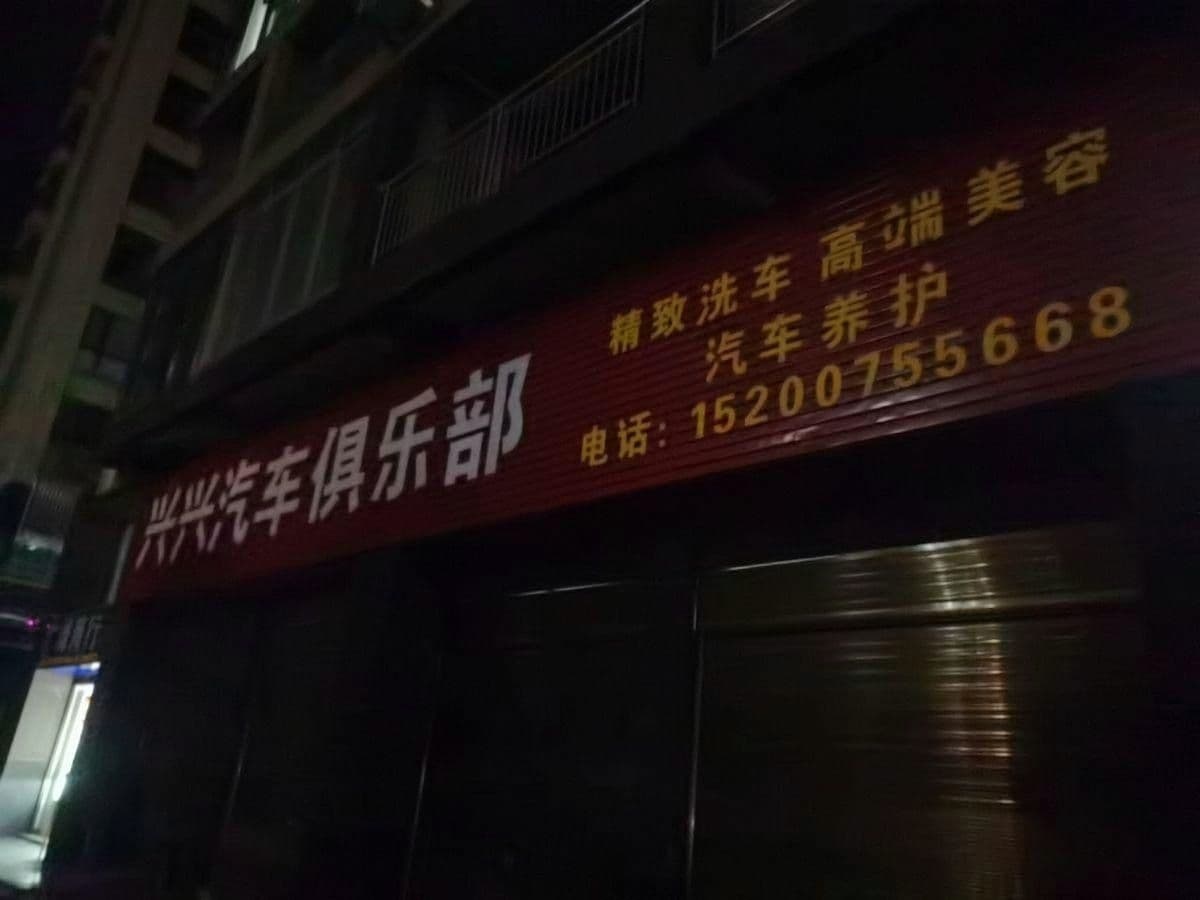 兴兴汽车俱乐部
精致洗车 高端美容
汽车养护
电话：15200755668